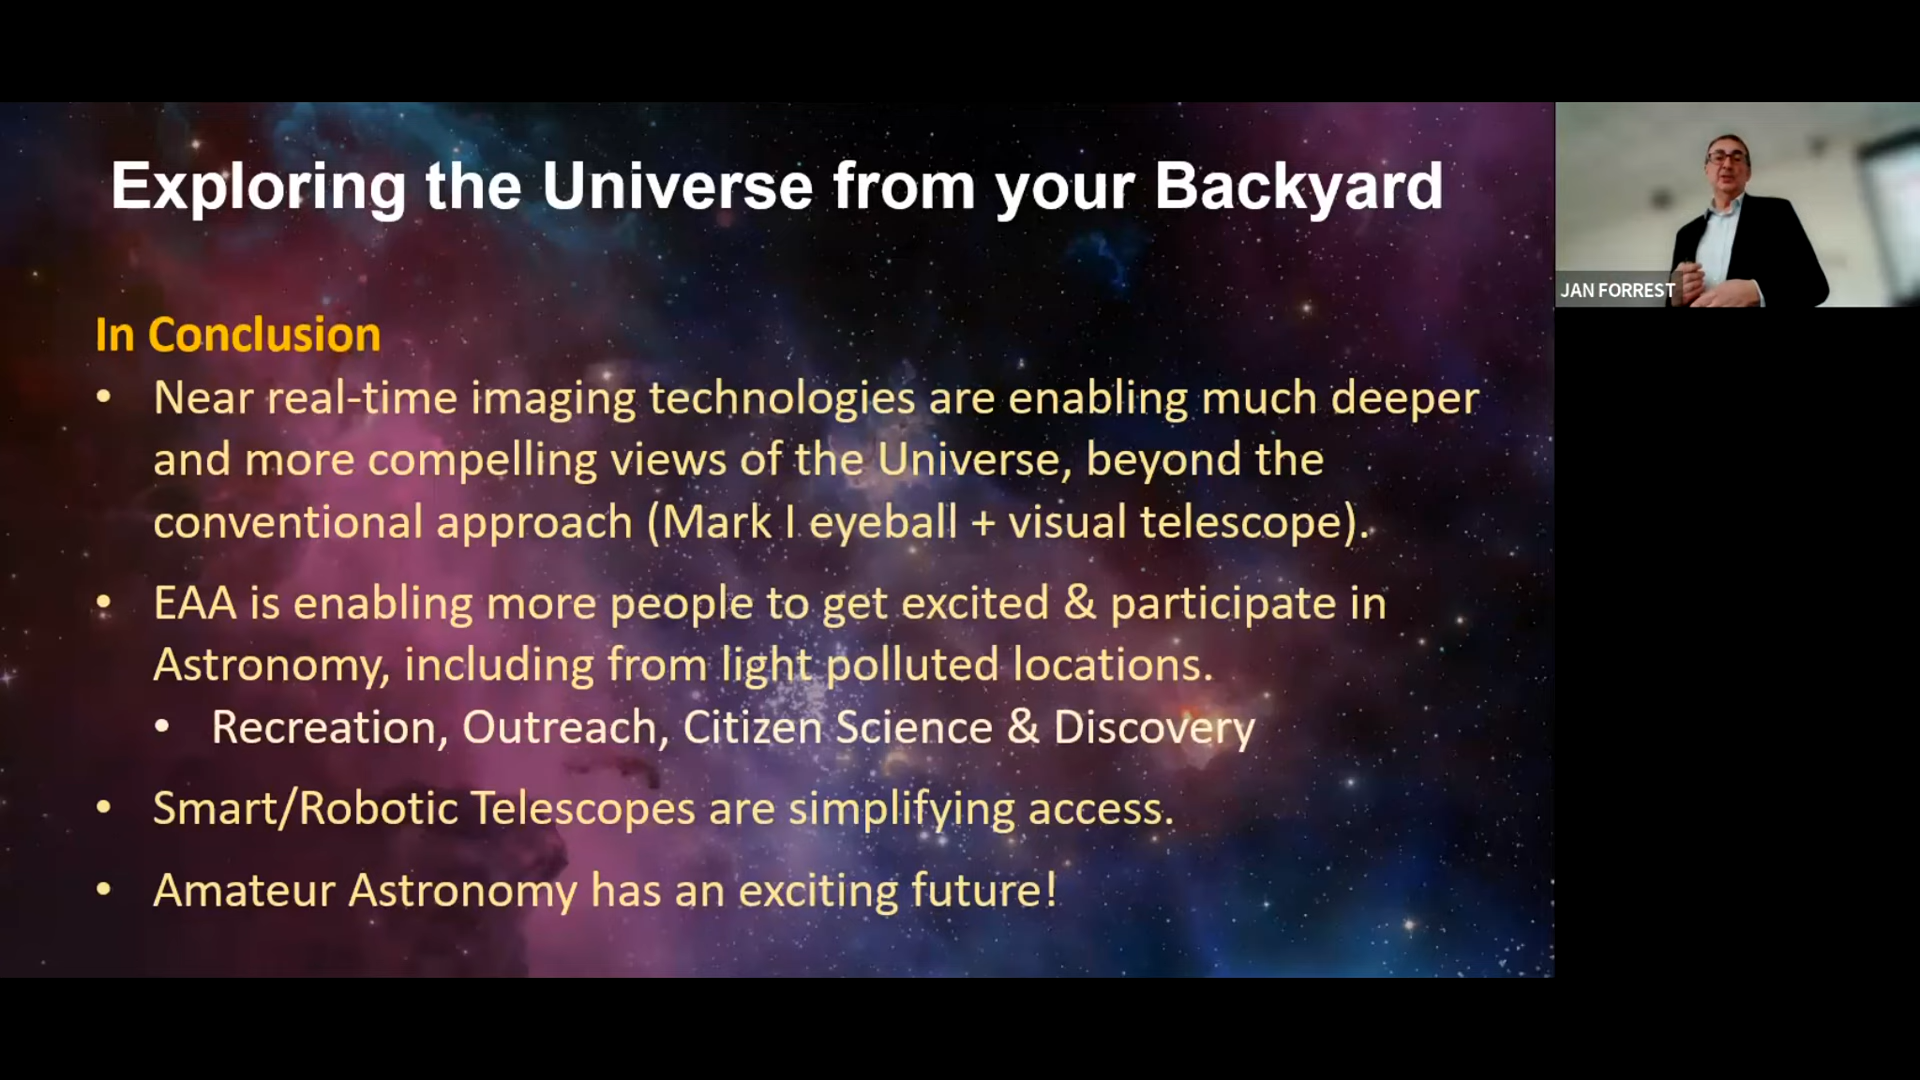 Exploring the Universe from your Backyard
In Conclusion
• Near real-time imaging technologies are enabling much deeper
and more compelling views of the Universe, beyond the
conventional approach (Mark I eyeball + visual telescope).
• EAA is enabling more people to get excited & participate in
Astronomy, including from light polluted locations.
• Recreation, Outreach, Citizen Science & Discovery
• Smart/Robotic Telescopes are simplifying access.
• Amateur Astronomy has an exciting future!
JAN FORREST